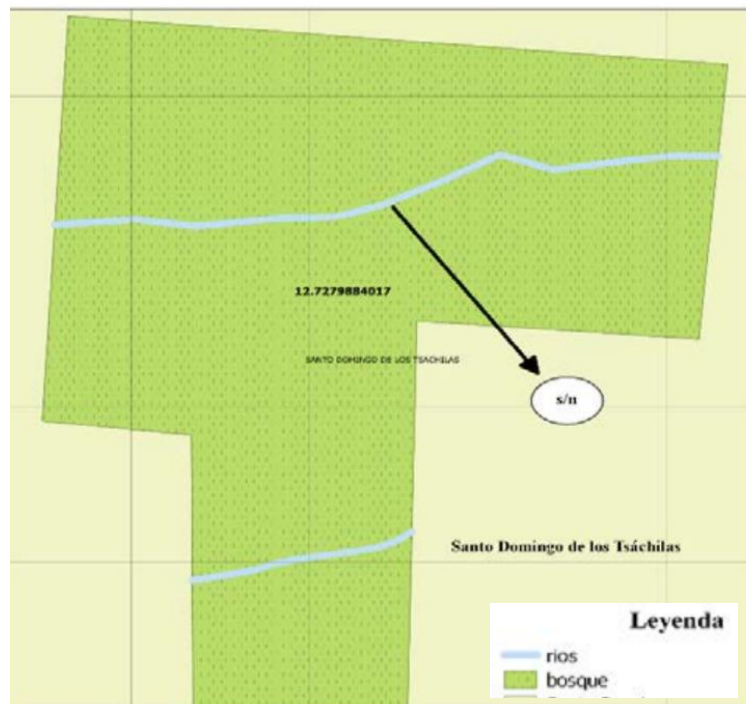 12.7279884017
SANTO DOMINGO DE LOS TSACHILAS
s/n
Santo Domingo de los Tsáchilas
Leyenda
rios
bosque